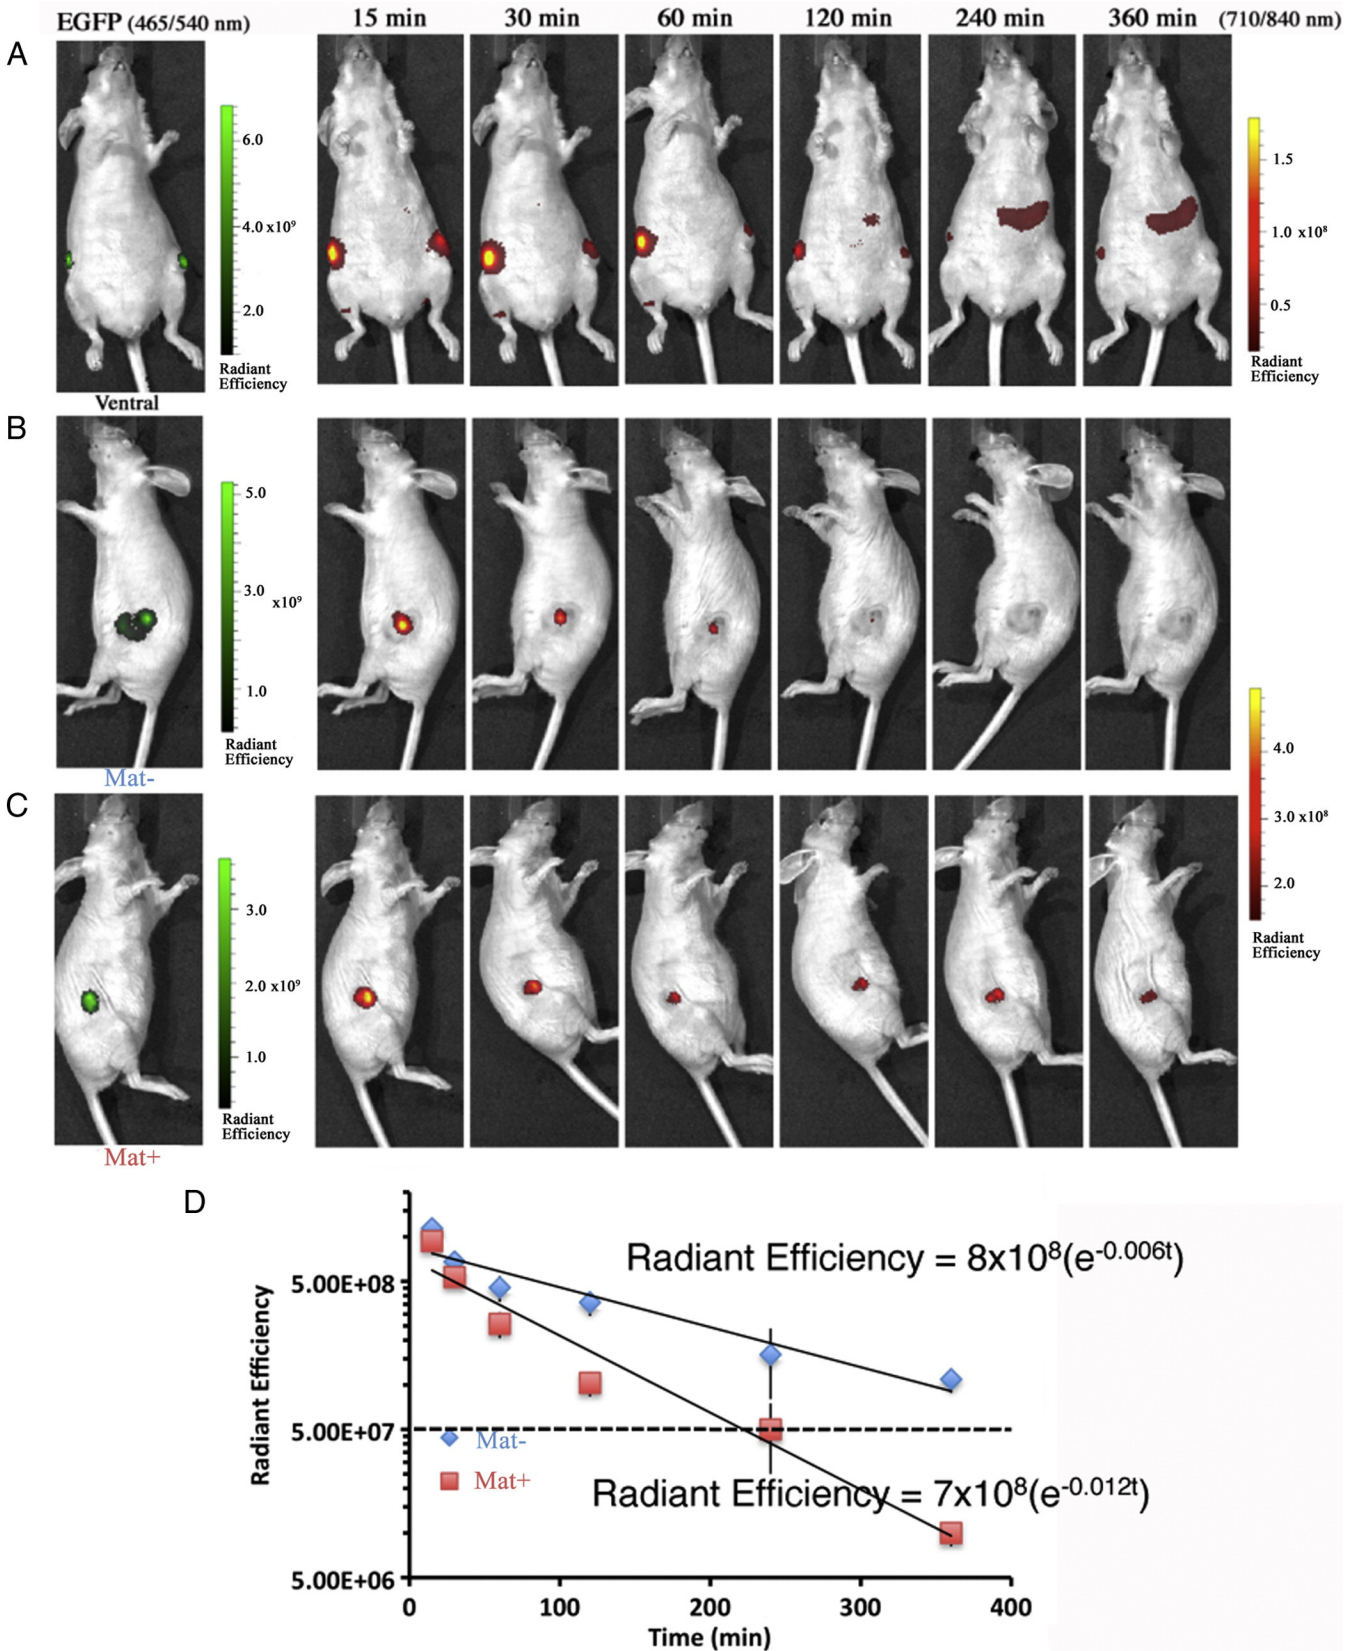 EGFP (465/540 nm) 15 min 30 min 60 min 120 min 240 min 360 min (710/840 nm)
A
6.0
4.0 x10⁹
2.0
Radiant
Efficiency
1.5
1.0 x10⁸
0.5
Radiant
Efficiency
Ventral
B
5.0
3.0
x10⁹
1.0
Radiant
Efficiency
Mat-
4.0
3.0 x10⁸
2.0
Radiant
Efficiency
C
3.0
2.0 x10⁹
1.0
Radiant
Efficiency
Mat+
D
Radiant Efficiency = 8x10⁸(e⁻⁰·⁰⁰⁶ᵗ)
5.00E+08
Radiant Efficiency
5.00E+07
Mat-
Mat+
Radiant Efficiency = 7x10⁸(e⁻⁰·⁰¹²ᵗ)
5.00E+06
0 100 200 300 400
Time (min)